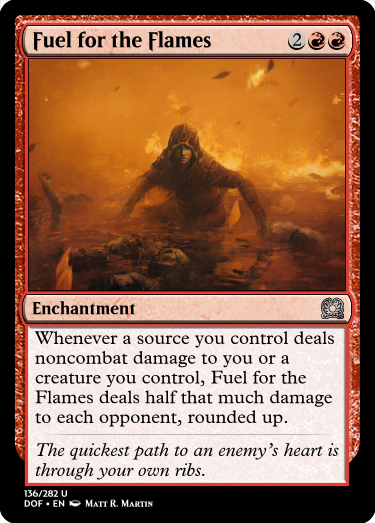 Fuel for the Flames 2
Enchantment
Whenever a source you control deals
noncombat damage to you or a
creature you control, Fuel for the
Flames deals half that much damage
to each opponent, rounded up.
The quickest path to an enemy's heart is
through your own ribs.
136/282 U
DOF • EN Matt R. Martin